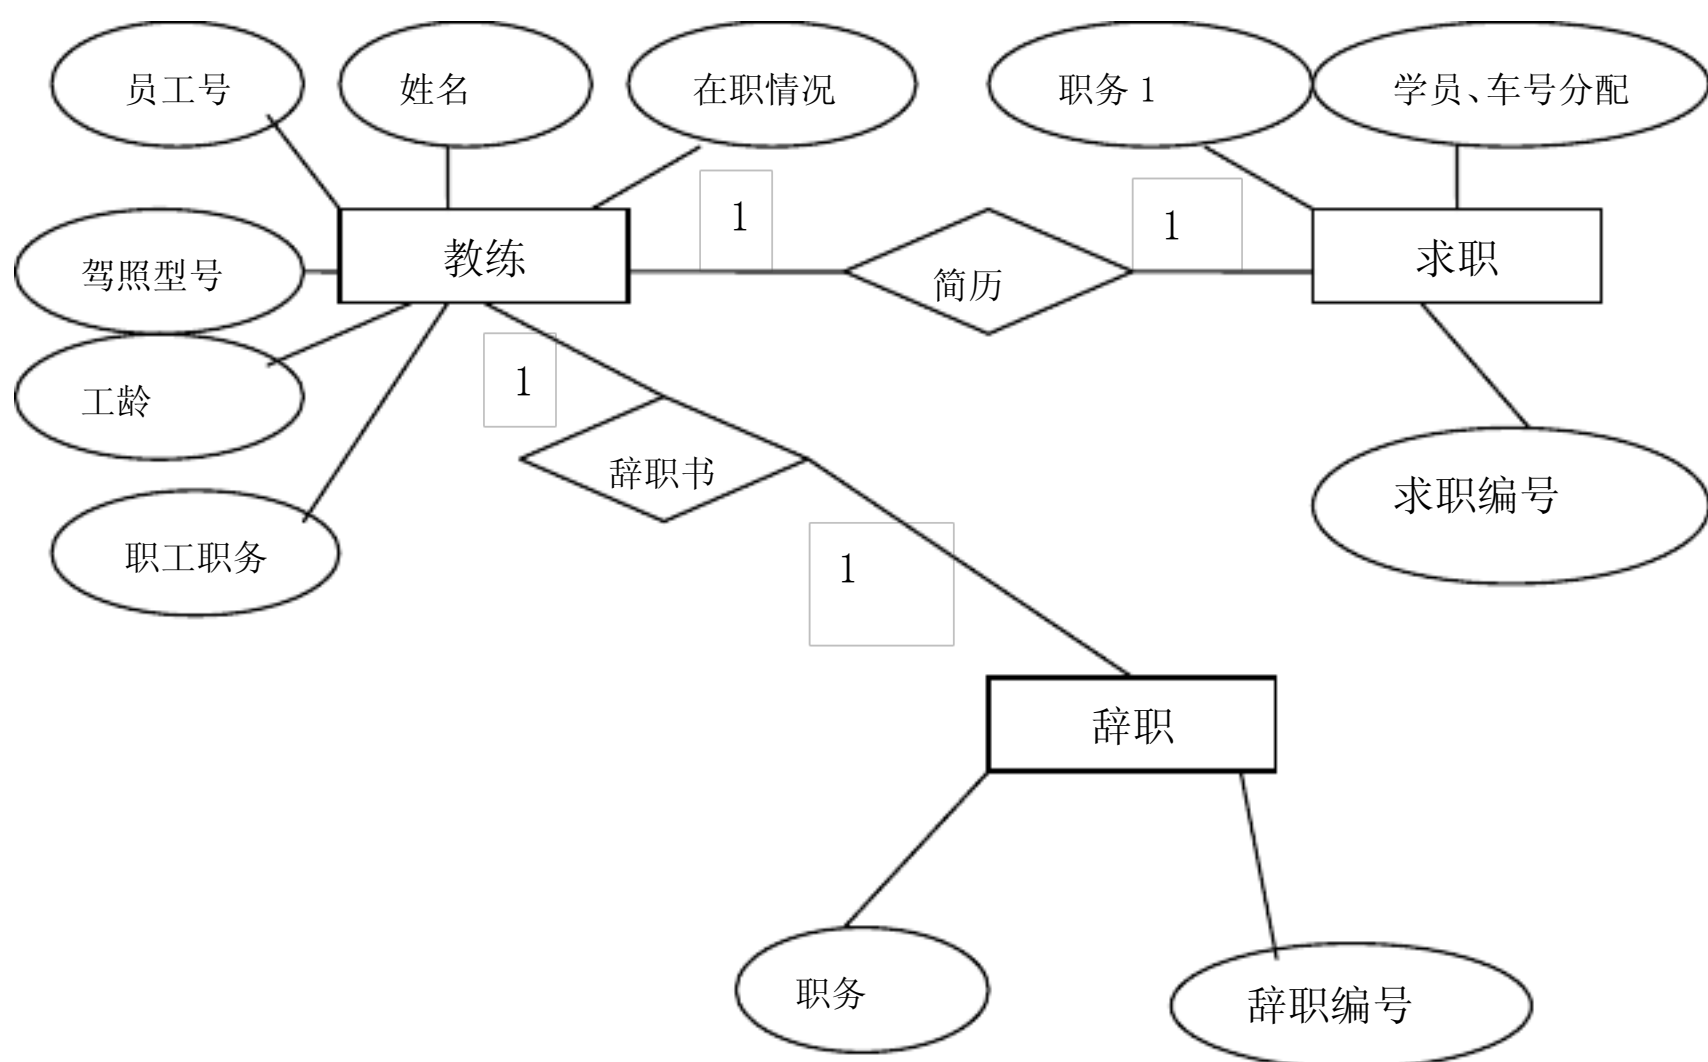 员工号
姓名
在职情况
职务1
学员、车号分配
1
1
教练
求职
驾照型号
简历
1
工龄
辞职书
求职编号
职工职务
1
辞职
职务
辞职编号